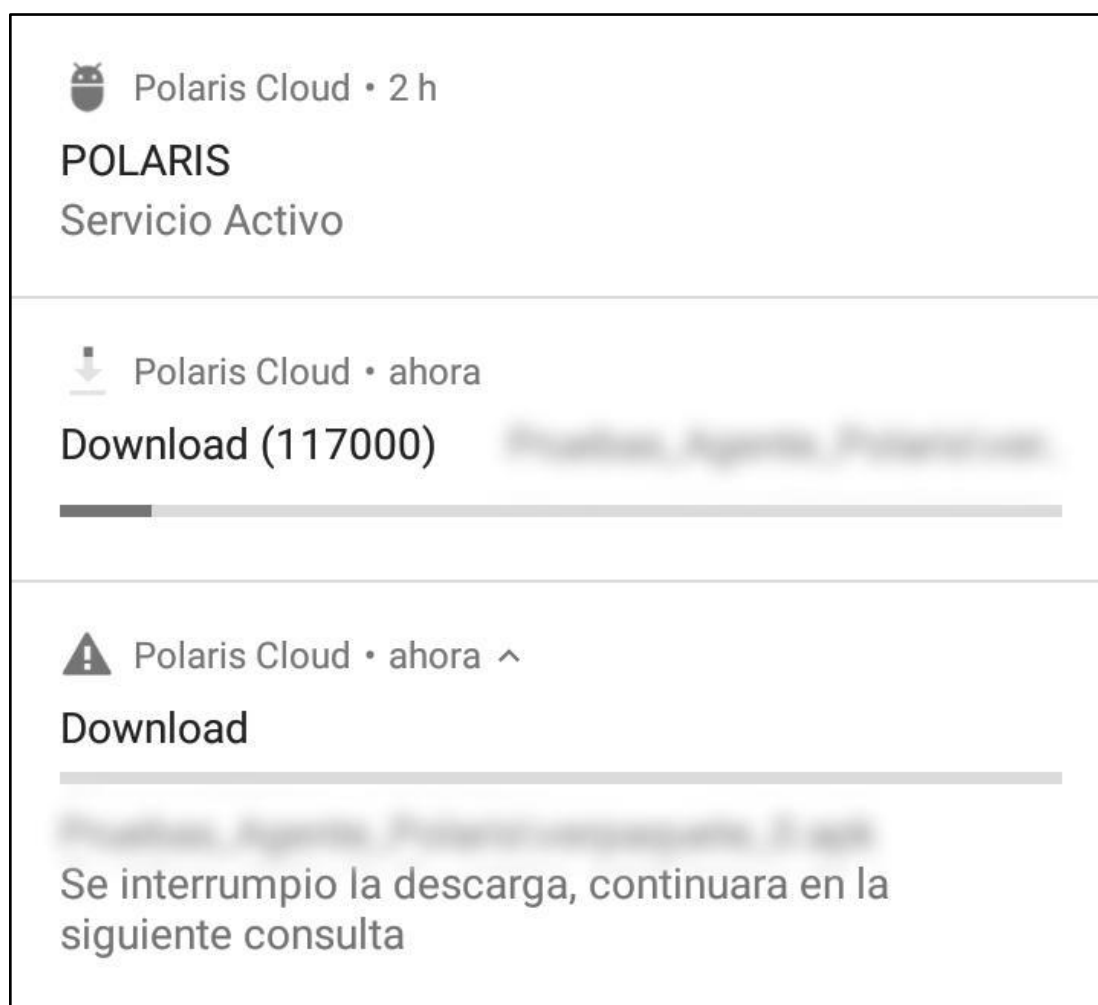 Polaris Cloud • 2 h
POLARIS
Servicio Activo
Polaris Cloud • ahora
Download (117000)
Polaris Cloud • ahora
Download
Se interrumpio la descarga, continuara en la
siguiente consulta